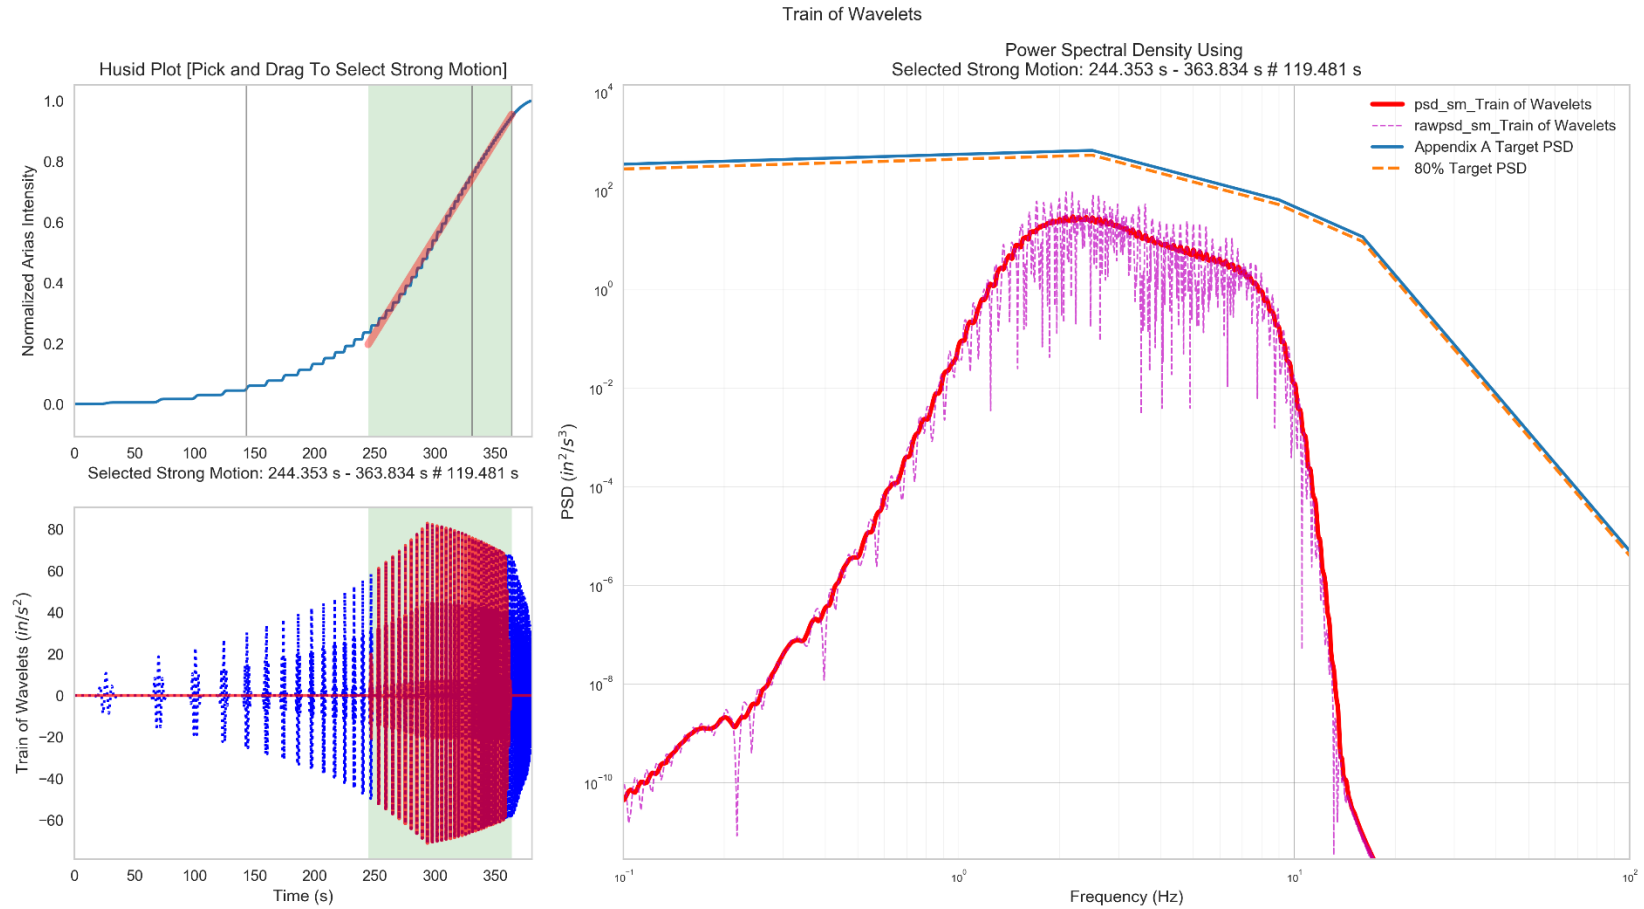 Train of Wavelets
Husid Plot [Pick and Drag To Select Strong Motion]
Normalized Arias Intensity
1.0
0.8
0.6
0.4
0.2
0.0
0 50 100 150 200 250 300 350
Selected Strong Motion: 244.353 s - 363.834 s # 119.481 s
Train of Wavelets (in/s²)
80
60
40
20
0
−20
−40
−60
0 50 100 150 200 250 300 350
Time (s)
Power Spectral Density Using
Selected Strong Motion: 244.353 s - 363.834 s # 119.481 s
PSD (in²/s³)
10⁴
10²
10⁰
10⁻²
10⁻⁴
10⁻⁶
10⁻⁸
10⁻¹⁰
psd_sm_Train of Wavelets
rawpsd_sm_Train of Wavelets
Appendix A Target PSD
80% Target PSD
10⁻¹ 10⁰ 10¹ 10²
Frequency (Hz)